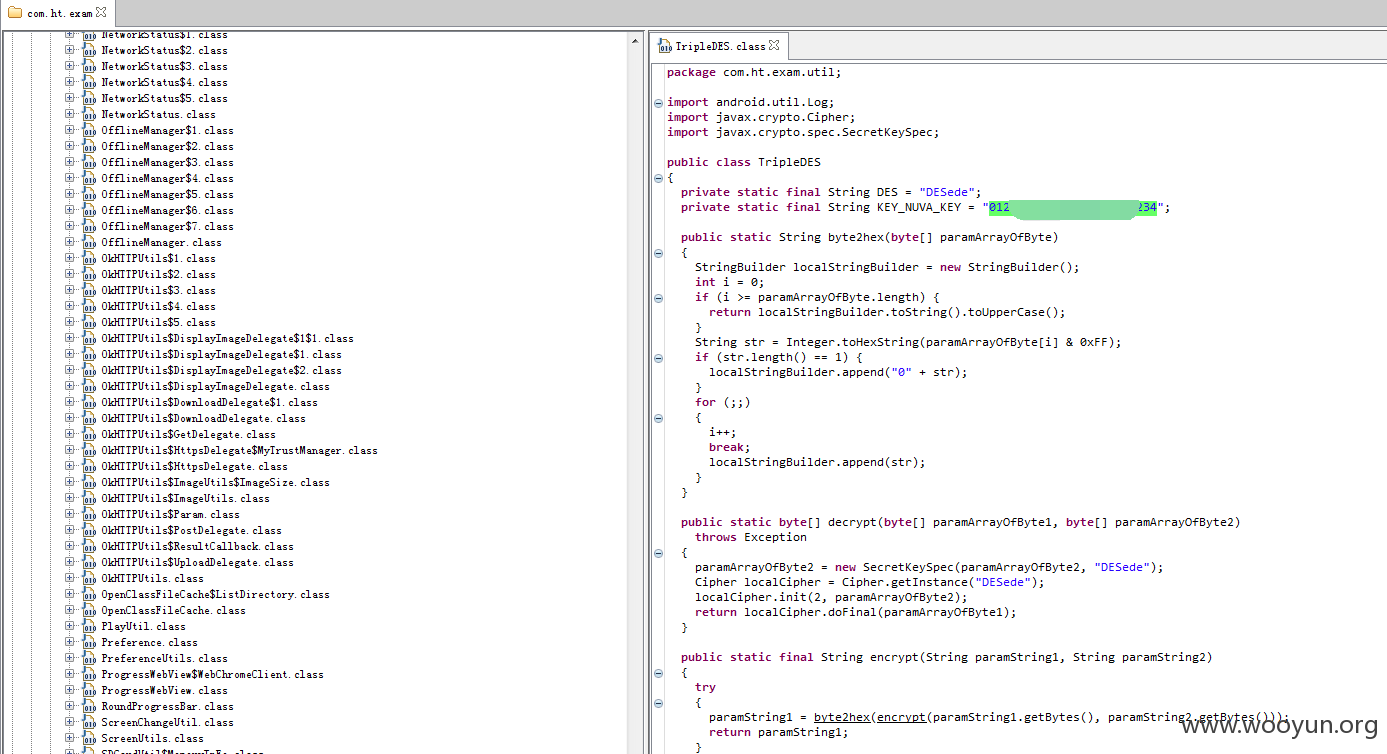 com.ht.exam
NetworkStatus$1.class
NetworkStatus$2.class
NetworkStatus$3.class
NetworkStatus$4.class
NetworkStatus$5.class
NetworkStatus.class
OfflineManager$1.class
OfflineManager$2.class
OfflineManager$3.class
OfflineManager$4.class
OfflineManager$5.class
OfflineManager$6.class
OfflineManager$7.class
OfflineManager.class
OkHTTPUtils$1.class
OkHTTPUtils$2.class
OkHTTPUtils$3.class
OkHTTPUtils$4.class
OkHTTPUtils$5.class
OkHTTPUtils$DisplayImageDelegate$1$1.class
OkHTTPUtils$DisplayImageDelegate$1.class
OkHTTPUtils$DisplayImageDelegate$2.class
OkHTTPUtils$DisplayImageDelegate.class
OkHTTPUtils$DownloadDelegate$1.class
OkHTTPUtils$DownloadDelegate.class
OkHTTPUtils$GetDelegate.class
OkHTTPUtils$HttpsDelegate$MyTrustManager.class
OkHTTPUtils$HttpsDelegate.class
OkHTTPUtils$ImageUtils$ImageSize.class
OkHTTPUtils$ImageUtils.class
OkHTTPUtils$Param.class
OkHTTPUtils$PostDelegate.class
OkHTTPUtils$ResultCallback.class
OkHTTPUtils$UploadDelegate.class
OkHTTPUtils.class
OpenClassFileCache$ListDirectory.class
OpenClassFileCache.class
PlayUtil.class
Preference.class
PreferenceUtils.class
ProgressWebView$WebChromeClient.class
ProgressWebView.class
RoundProgressBar.class
ScreenChangeUtil.class
ScreenUtils.class
TripleDES.class
package com.ht.exam.util;
import android.util.Log;
import javax.crypto.Cipher;
import javax.crypto.spec.SecretKeySpec;
public class TripleDES
{
private static final String DES = "DESede";
private static final String KEY_NUVA_KEY = "012 234";
public static String byte2hex(byte[] paramArrayOfByte)
{
StringBuilder localStringBuilder = new StringBuilder();
int i = 0;
if (i >= paramArrayOfByte.length) {
return localStringBuilder.toString().toUpperCase();
}
String str = Integer.toHexString(paramArrayOfByte[i] & 0xFF);
if (str.length() == 1) {
localStringBuilder.append("0" + str);
}
for (;;)
{
i++;
break;
localStringBuilder.append(str);
}
}
public static byte[] decrypt(byte[] paramArrayOfByte1, byte[] paramArrayOfByte2)
throws Exception
{
paramArrayOfByte2 = new SecretKeySpec(paramArrayOfByte2, "DESede");
Cipher localCipher = Cipher.getInstance("DESede");
localCipher.init(2, paramArrayOfByte2);
return localCipher.doFinal(paramArrayOfByte1);
}
public static final String encrypt(String paramString1, String paramString2)
{
try
{
paramString1 = byte2hex(encrypt(paramString1.getBytes(), paramString2.getBytes()));
return paramString1;
}
www.wooyun.org